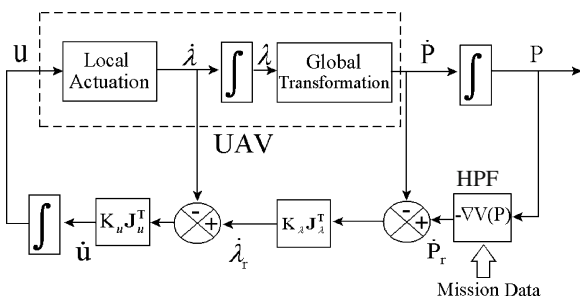 u
Local
Actuation
λ̇
∫
λ
Global
Transformation
Ṗ
∫
P
UAV
HPF
∫
u̇
K_u J_u^T
-
+
λ̇_r
K_λ J_λ^T
-
+
Ṗ_r
-∇V(P)
Mission Data